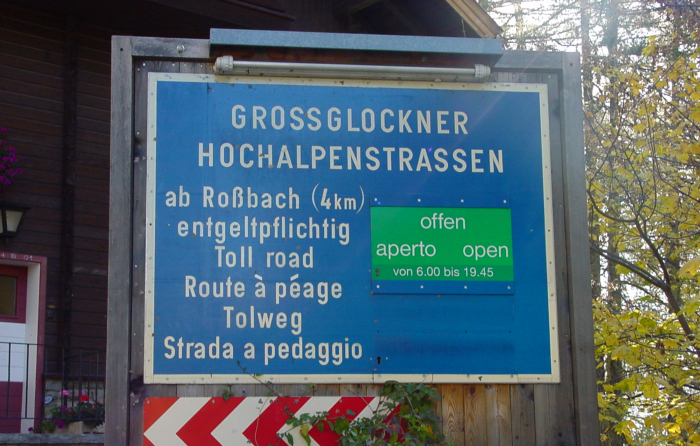 GROSSGLOCKNER
HOCHALPENSTRASSEN
ab Roßbach (4km)
entgeltpflichtig
Toll road
Route à péage
Tolweg
Strada a pedaggio
offen
aperto open
von 6.00 bis 19.45